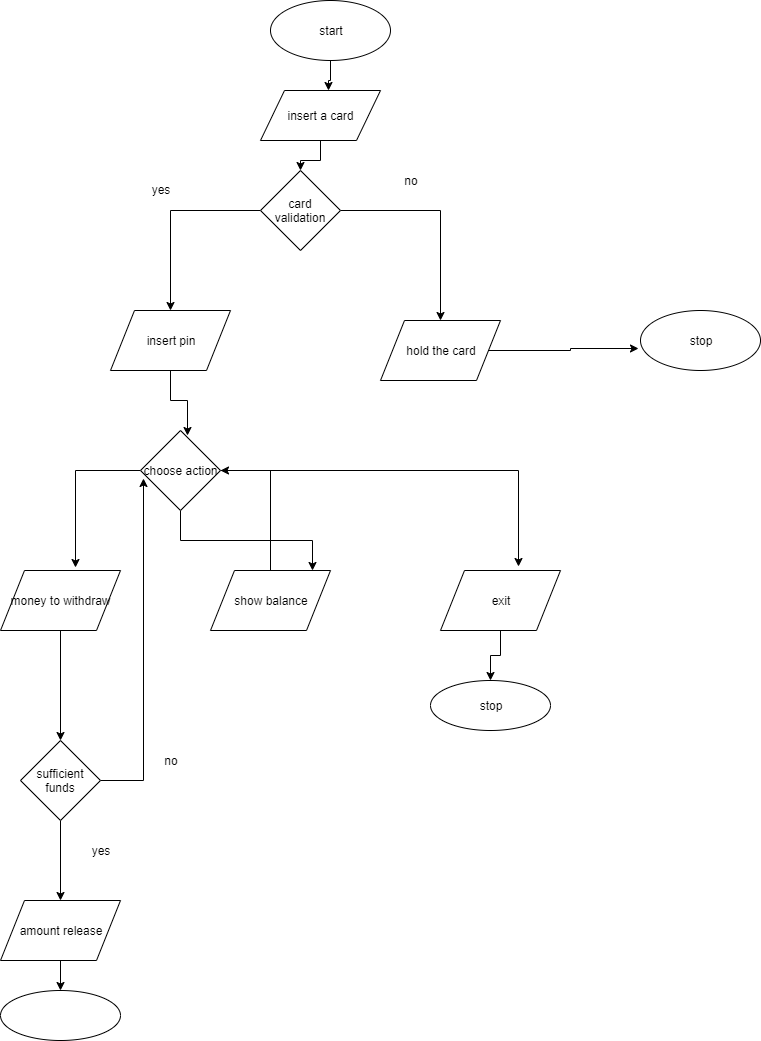 start
insert a card
yes
no
card
validation
insert pin
hold the card
stop
choose action
money to withdraw
show balance
exit
stop
sufficient
funds
no
yes
amount release